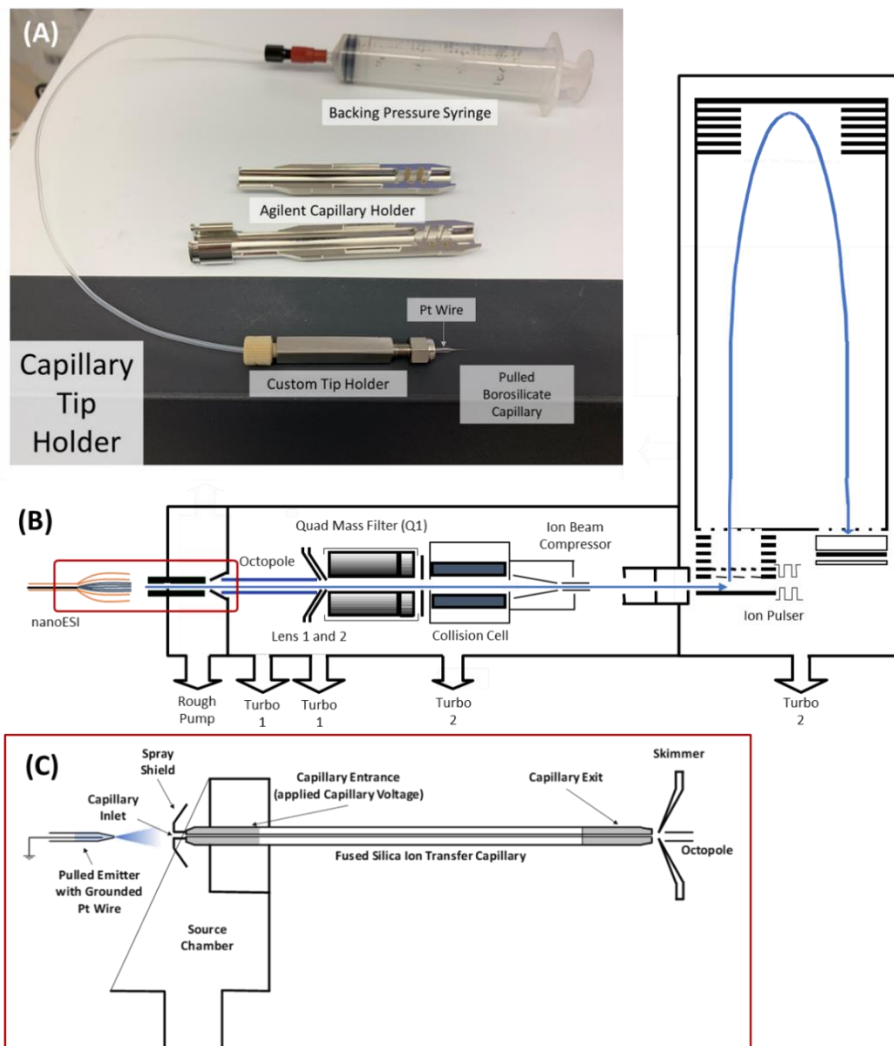 (A)
Backing Pressure Syringe
Agilent Capillary Holder
Pt Wire
Custom Tip Holder
Pulled
Borosilicate
Capillary
Capillary
Tip
Holder
(B)
Quad Mass Filter (Q1)
Ion Beam
Compressor
Octopole
nanoESI
Lens 1 and 2
Collision Cell
Ion Pulser
Rough
Pump
Turbo
1
Turbo
1
Turbo
2
Turbo
2
(C)
Spray
Shield
Capillary
Inlet
Capillary Entrance
(applied Capillary Voltage)
Capillary Exit
Skimmer
Fused Silica Ion Transfer Capillary
Octopole
Pulled Emitter
with Grounded
Pt Wire
Source
Chamber